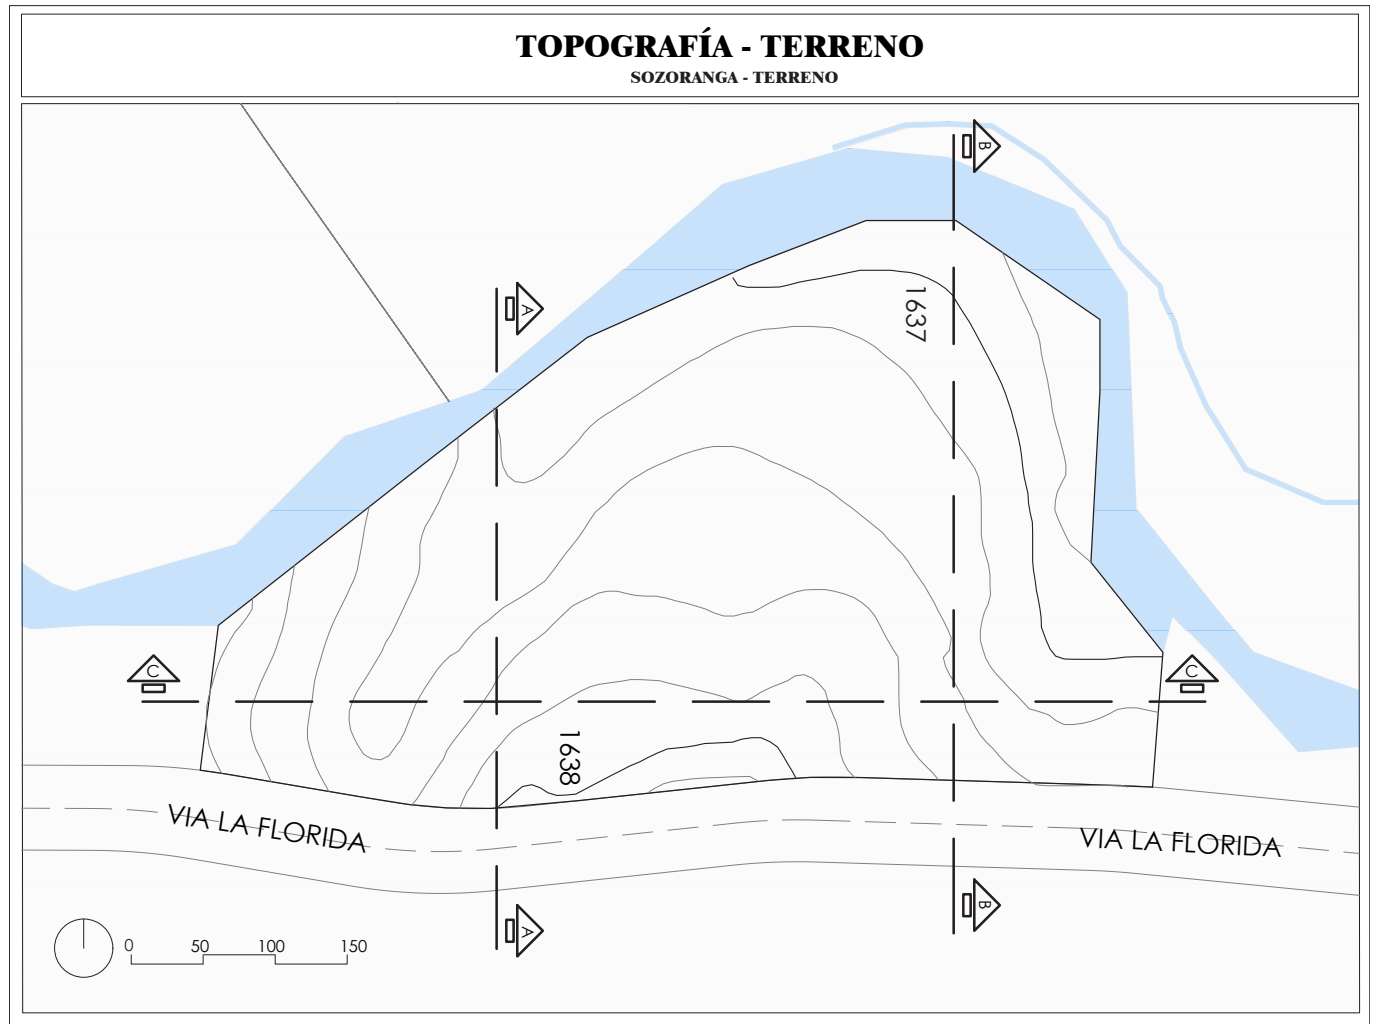 TOPOGRAFÍA - TERRENO
SOZORANGA - TERRENO
B
A
1637
C
C
1638
VIA LA FLORIDA
VIA LA FLORIDA
B
A
0 50 100 150